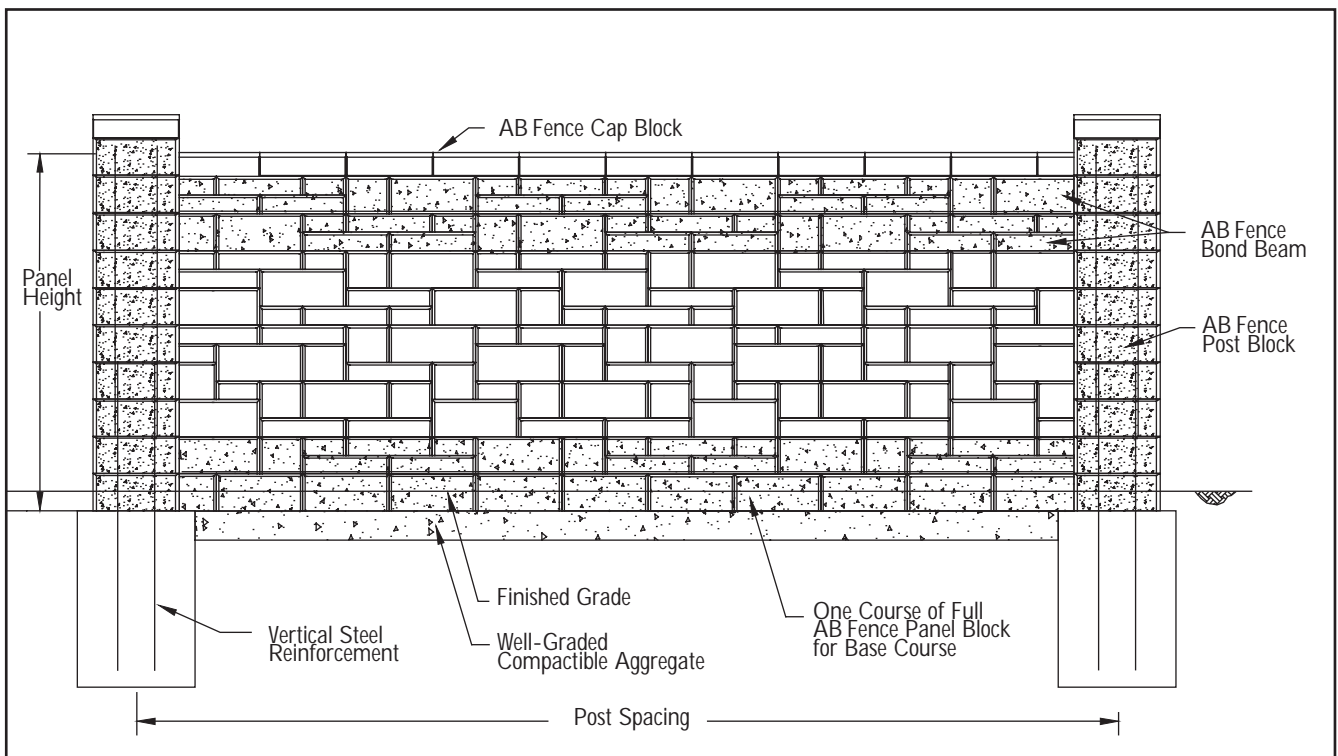 AB Fence Cap Block
Panel
Height
AB Fence
Bond Beam
AB Fence
Post Block
Finished Grade
Well-Graded
Compactible Aggregate
Vertical Steel
Reinforcement
One Course of Full
AB Fence Panel Block
for Base Course
Post Spacing